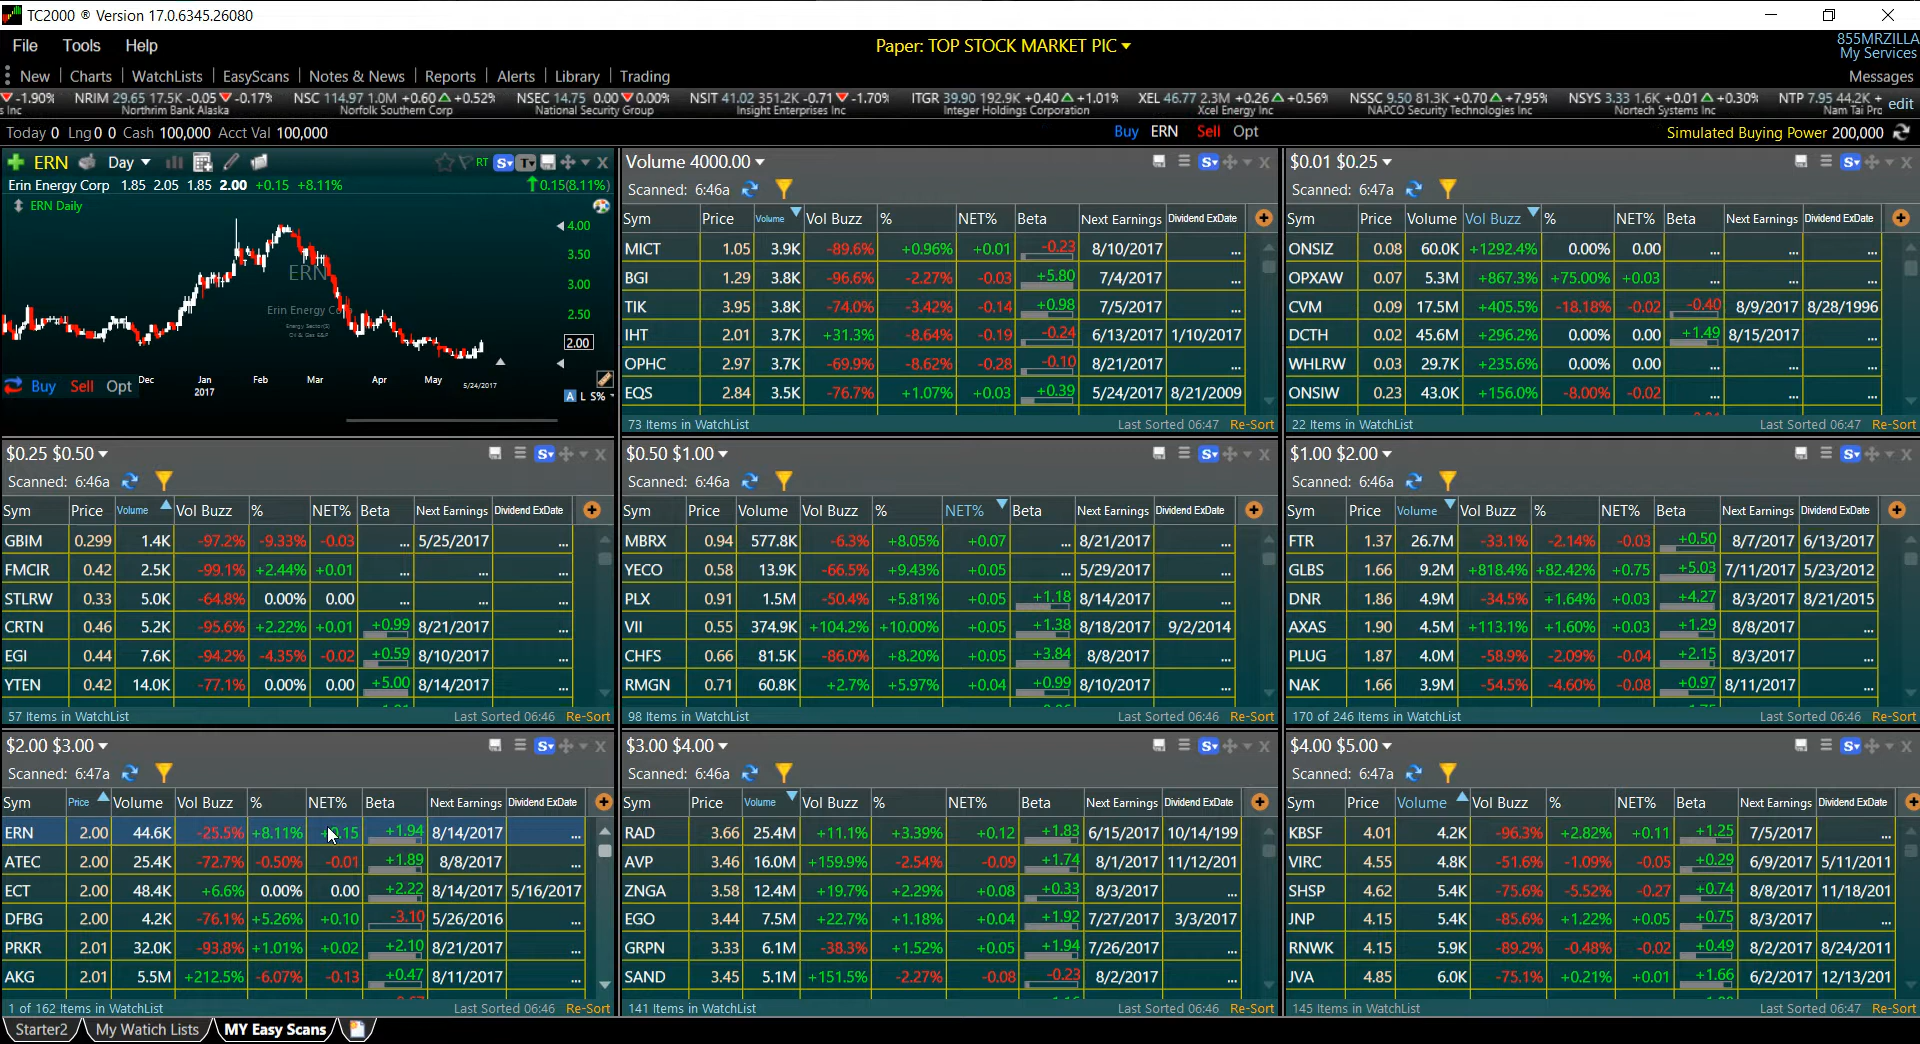 TC2000 ® Version 17.0.6345.26080
File Tools Help
Paper: TOP STOCK MARKET PIC
855MRZILLA
My Services
New Charts WatchLists EasyScans Notes & News Reports Alerts Library Trading Messages
-1.90% NRIM 29.65 17.5K -0.05 -0.17% NSC 114.97 1.0M +0.60 +0.52% NSEC 14.75 0.00 0.00% NSIT 41.02 351.2K -0.71 -1.70% ITGR 39.90 192.9K +0.40 +1.01% XEL 46.77 2.3M +0.26 +0.56% NSSC 9.50 81.3K +0.70 +7.95% NSYS 3.33 1.6K +0.01 +0.30% NTP 7.95 44.2K + edit
s Inc Northrim Bank Alaska Norfolk Southern Corp National Security Group Insight Enterprises Inc Integer Holdings Corporation Xcel Energy Inc NAPCO Security Technologies Inc Nortech Systems Inc Nam Tai Prc
Today 0 Lng 0 0 Cash 100,000 Acct Val 100,000 Buy ERN Sell Opt Simulated Buying Power 200,000
ERN Day RT S T
Erin Energy Corp 1.85 2.05 1.85 2.00 +0.15 +8.11% 0.15(8.11%)
ERN Daily
4.00
3.50
ERN
3.00
Erin Energy Co
2.50
Energy Sector(S)
Oil & Gas E&P
2.00
Dec Jan Feb Mar Apr May 5/24/2017
2017
Buy Sell Opt
A L S%
Volume 4000.00
Scanned: 6:46a
Sym Price Volume Vol Buzz % NET% Beta Next Earnings Dividend ExDate
MICT 1.05 3.9K -89.6% +0.96% +0.01 -0.23 8/10/2017 ...
BGI 1.29 3.8K -96.6% -2.27% -0.03 +5.80 7/4/2017 ...
TIK 3.95 3.8K -74.0% -3.42% -0.14 +0.98 7/5/2017 ...
IHT 2.01 3.7K +31.3% -8.64% -0.19 -0.24 6/13/2017 1/10/2017
OPHC 2.97 3.7K -69.9% -8.62% -0.28 -0.10 8/21/2017 ...
EQS 2.84 3.5K -76.7% +1.07% +0.03 +0.39 5/24/2017 8/21/2009
73 Items in WatchList Last Sorted 06:47 Re-Sort
$0.01 $0.25
Scanned: 6:47a
Sym Price Volume Vol Buzz % NET% Beta Next Earnings Dividend ExDate
ONSIZ 0.08 60.0K +1292.4% 0.00% 0.00 ... ... ...
OPXAW 0.07 5.3M +867.3% +75.00% +0.03 ... ... ...
CVM 0.09 17.5M +405.5% -18.18% -0.02 -0.40 8/9/2017 8/28/1996
DCTH 0.02 45.6M +296.2% 0.00% 0.00 +1.49 8/15/2017 ...
WHLRW 0.03 29.7K +235.6% 0.00% 0.00 ... ... ...
ONSIW 0.23 43.0K +156.0% -8.00% -0.02 ... ... ...
22 Items in WatchList Last Sorted 06:47 Re-Sort
$0.25 $0.50
Scanned: 6:46a
Sym Price Volume Vol Buzz % NET% Beta Next Earnings Dividend ExDate
GBIM 0.299 1.4K -97.2% -9.33% -0.03 ... 5/25/2017 ...
FMCIR 0.42 2.5K -99.1% +2.44% +0.01 ... ... ...
STLRW 0.33 5.0K -64.8% 0.00% 0.00 ... ... ...
CRTN 0.46 5.2K -95.6% +2.22% +0.01 +0.99 8/21/2017 ...
EGI 0.44 7.6K -94.2% -4.35% -0.02 +0.59 8/10/2017 ...
YTEN 0.42 14.0K -77.1% 0.00% 0.00 +5.00 8/14/2017 ...
57 Items in WatchList Last Sorted 06:46 Re-Sort
$0.50 $1.00
Scanned: 6:46a
Sym Price Volume Vol Buzz % NET% Beta Next Earnings Dividend ExDate
MBRX 0.94 577.8K -6.3% +8.05% +0.07 ... 8/21/2017 ...
YECO 0.58 13.9K -66.5% +9.43% +0.05 ... 5/29/2017 ...
PLX 0.91 1.5M -50.4% +5.81% +0.05 +1.18 8/14/2017 ...
VII 0.55 374.9K +104.2% +10.00% +0.05 +1.38 8/18/2017 9/2/2014
CHFS 0.66 81.5K -86.0% +8.20% +0.05 +3.84 8/8/2017 ...
RMGN 0.71 60.8K +2.7% +5.97% +0.04 +0.99 8/10/2017 ...
98 Items in WatchList Last Sorted 06:46 Re-Sort
$1.00 $2.00
Scanned: 6:46a
Sym Price Volume Vol Buzz % NET% Beta Next Earnings Dividend ExDate
FTR 1.37 26.7M -33.1% -2.14% -0.03 +0.50 8/7/2017 6/13/2017
GLBS 1.66 9.2M +818.4% +82.42% +0.75 +5.03 7/11/2017 5/23/2012
DNR 1.86 4.9M -34.5% +1.64% +0.03 +4.27 8/3/2017 8/21/2015
AXAS 1.90 4.5M +113.1% +1.60% +0.03 +1.29 8/8/2017 ...
PLUG 1.87 4.0M -58.9% -2.09% -0.04 +2.15 8/3/2017 ...
NAK 1.66 3.9M -54.5% -4.60% -0.08 +0.97 8/11/2017 ...
170 of 246 Items in WatchList Last Sorted 06:46 Re-Sort
$2.00 $3.00
Scanned: 6:47a
Sym Price Volume Vol Buzz % NET% Beta Next Earnings Dividend ExDate
ERN 2.00 44.6K -25.5% +8.11% +0.15 +1.94 8/14/2017 ...
ATEC 2.00 25.4K -72.7% -0.50% -0.01 +1.89 8/8/2017 ...
ECT 2.00 48.4K +6.6% 0.00% 0.00 +2.22 8/14/2017 5/16/2017
DFBG 2.00 4.2K -76.1% +5.26% +0.10 -3.10 5/26/2016 ...
PRKR 2.01 32.0K -93.8% +1.01% +0.02 +2.10 8/21/2017 ...
AKG 2.01 5.5M +212.5% -6.07% -0.13 +0.47 8/11/2017 ...
1 of 162 Items in WatchList Last Sorted 06:46 Re-Sort
$3.00 $4.00
Scanned: 6:46a
Sym Price Volume Vol Buzz % NET% Beta Next Earnings Dividend ExDate
RAD 3.66 25.4M +11.1% +3.39% +0.12 +1.83 6/15/2017 10/14/199
AVP 3.46 16.0M +159.9% -2.54% -0.09 +1.74 8/1/2017 11/12/201
ZNGA 3.58 12.4M +19.7% +2.29% +0.08 +0.33 8/3/2017 ...
EGO 3.44 7.5M +22.7% +1.18% +0.04 +1.92 7/27/2017 3/3/2017
GRPN 3.33 6.1M -38.3% +1.52% +0.05 +1.94 7/26/2017 ...
SAND 3.45 5.1M +151.5% -2.27% -0.08 -0.23 8/2/2017 ...
141 Items in WatchList Last Sorted 06:46 Re-Sort
$4.00 $5.00
Scanned: 6:47a
Sym Price Volume Vol Buzz % NET% Beta Next Earnings Dividend ExDate
KBSF 4.01 4.2K -96.3% +2.82% +0.11 +1.25 7/5/2017 ...
VIRC 4.55 4.8K -51.6% -1.09% -0.05 +0.29 6/9/2017 5/11/2011
SHSP 4.62 5.4K -75.6% -5.52% -0.27 +0.74 8/8/2017 11/18/201
JNP 4.15 5.4K -85.6% +1.22% +0.05 +0.75 8/3/2017 ...
RNWK 4.15 5.9K -89.2% -0.48% -0.02 +0.49 8/2/2017 8/24/2011
JVA 4.85 6.0K -75.1% +0.21% +0.01 +1.66 6/2/2017 12/13/201
145 Items in WatchList Last Sorted 06:47 Re-Sort
Starter2 My Watich Lists MY Easy Scans